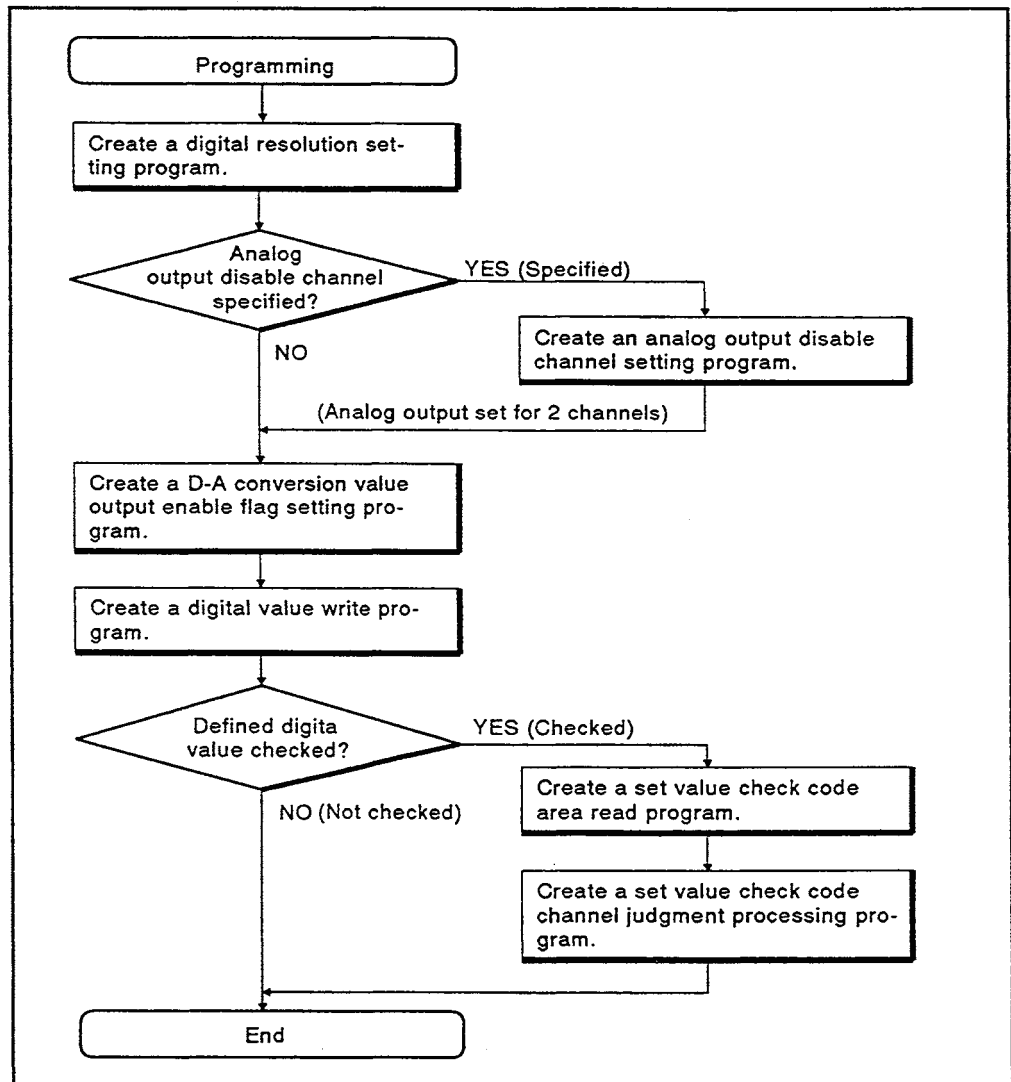 Programming
Create a digital resolution set-
ting program.
Analog
output disable channel
specified?
YES (Specified)
Create an analog output disable
channel setting program.
NO
(Analog output set for 2 channels)
Create a D-A conversion value
output enable flag setting pro-
gram.
Create a digital value write pro-
gram.
Defined digita
value checked?
YES (Checked)
Create a set value check code
area read program.
NO (Not checked)
Create a set value check code
channel judgment processing pro-
gram.
End